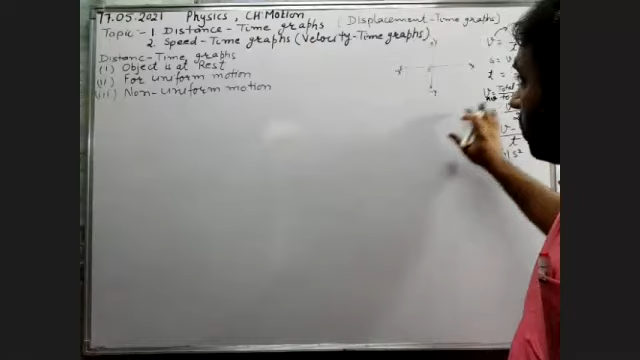 17.05.2021 Physics, CH: Motion
Topic:- 1. Distance-Time graphs (Displacement-Time graphs)
2. Speed-Time graphs (Velocity-Time graphs)
Distance-Time graphs
(i) Object is at Rest
(ii) For uniform motion
(iii) Non-uniform motion
v =
s = v
t =
v = Total
v -
t